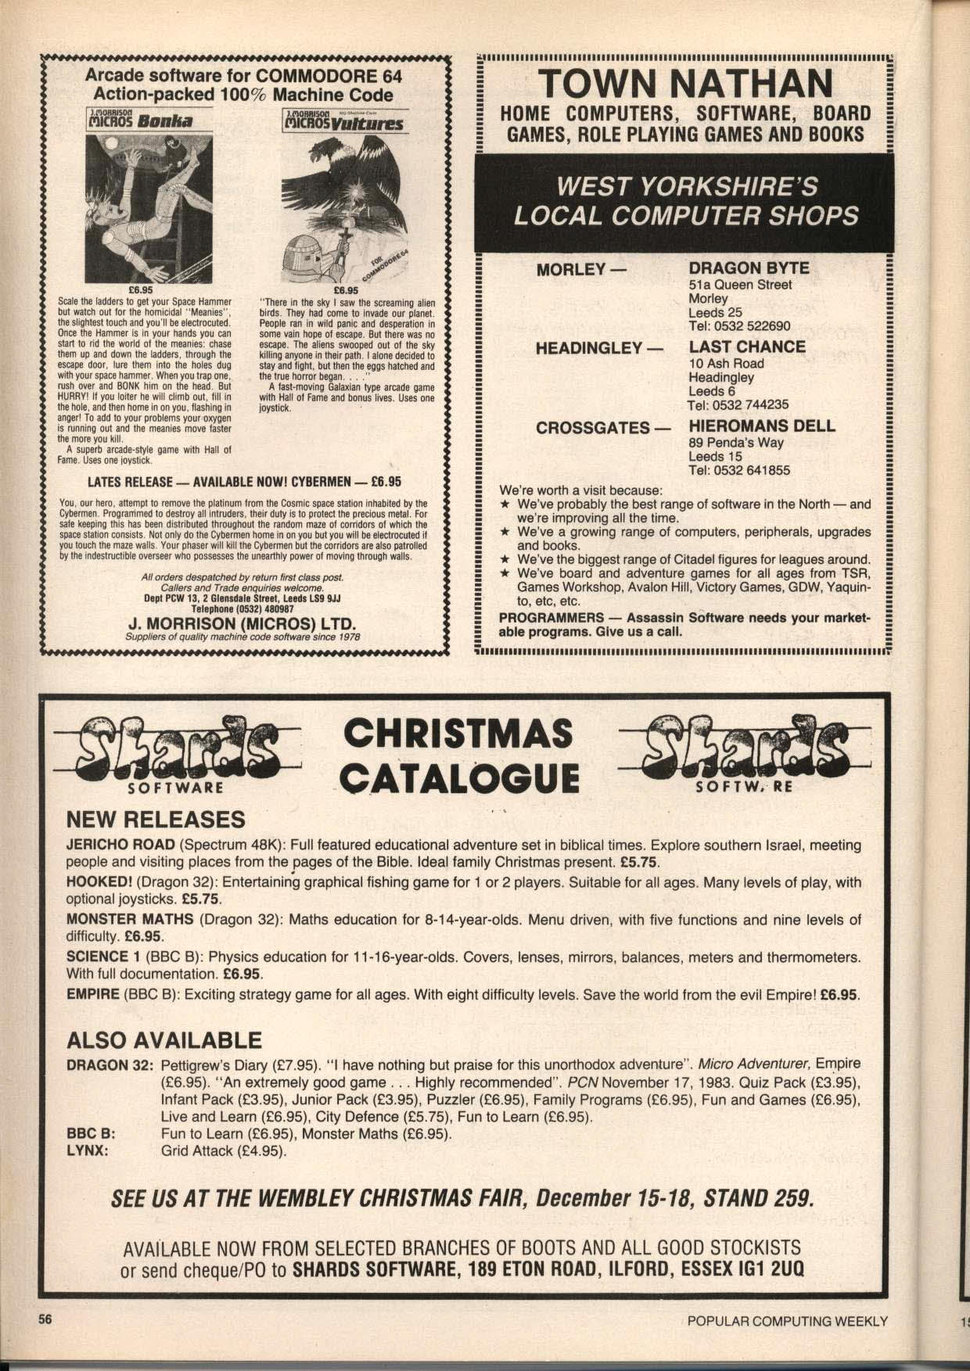 Arcade software for COMMODORE 64
Action-packed 100% Machine Code
J.MORRISON
MICROS Bonka
£6.95
Scale the ladders to get your Space Hammer
but watch out for the homicidal "Meanies",
the slightest touch and you'll be electrocuted.
Once the Hammer is in your hands you can
start to rid the world of the meanies: chase
them up and down the ladders, through the
escape door, lure them into the holes dug
with your space hammer. When you trap one,
rush over and BONK him on the head. But
HURRY! If you loiter he will climb out, fill in
the hole, and then home in on you, flashing in
anger! To add to your problems your oxygen
is running out and the meanies move faster
the more you kill.
A superb arcade-style game with Hall of
Fame. Uses one joystick.
J.MORRISON
MICROS Vultures
FOR
COMMODORE 64
£6.95
"There in the sky I saw the screaming alien
birds. They had come to invade our planet.
People ran in wild panic and desperation in
some vain hope of escape. But there was no
escape. The aliens swooped out of the sky
killing anyone in their path. I alone decided to
stay and fight, but then the eggs hatched and
the true horror began. . . ."
A fast-moving Galaxian type arcade game
with Hall of Fame and bonus lives. Uses one
joystick.
LATES RELEASE — AVAILABLE NOW! CYBERMEN — £6.95
You, our hero, attempt to remove the platinum from the Cosmic space station inhabited by the
Cybermen. Programmed to destroy all intruders, their duty is to protect the precious metal. For
safe keeping this has been distributed throughout the random maze of corridors of which the
space station consists. Not only do the Cybermen home in on you but you will be electrocuted if
you touch the maze walls. Your phaser will kill the Cybermen but the corridors are also patrolled
by the indestructible overseer who possesses the unearthly power of moving through walls.
All orders despatched by return first class post.
Callers and Trade enquiries welcome.
Dept PCW 13, 2 Glensdale Street, Leeds LS9 9JJ
Telephone (0532) 480987
J. MORRISON (MICROS) LTD.
Suppliers of quality machine code software since 1978
TOWN NATHAN
HOME COMPUTERS, SOFTWARE, BOARD
GAMES, ROLE PLAYING GAMES AND BOOKS
WEST YORKSHIRE'S
LOCAL COMPUTER SHOPS
MORLEY — DRAGON BYTE
51a Queen Street
Morley
Leeds 25
Tel: 0532 522690
HEADINGLEY — LAST CHANCE
10 Ash Road
Headingley
Leeds 6
Tel: 0532 744235
CROSSGATES — HIEROMANS DELL
89 Penda's Way
Leeds 15
Tel: 0532 641855
We're worth a visit because:
★ We've probably the best range of software in the North — and
we're improving all the time.
★ We've a growing range of computers, peripherals, upgrades
and books.
★ We've the biggest range of Citadel figures for leagues around.
★ We've board and adventure games for all ages from TSR,
Games Workshop, Avalon Hill, Victory Games, GDW, Yaquin-
to, etc, etc.
PROGRAMMERS — Assassin Software needs your market-
able programs. Give us a call.
Shards
SOFTWARE
CHRISTMAS
CATALOGUE
Shards
SOFTW. RE
NEW RELEASES
JERICHO ROAD (Spectrum 48K): Full featured educational adventure set in biblical times. Explore southern Israel, meeting
people and visiting places from the pages of the Bible. Ideal family Christmas present. £5.75.
HOOKED! (Dragon 32): Entertaining graphical fishing game for 1 or 2 players. Suitable for all ages. Many levels of play, with
optional joysticks. £5.75.
MONSTER MATHS (Dragon 32): Maths education for 8-14-year-olds. Menu driven, with five functions and nine levels of
difficulty. £6.95.
SCIENCE 1 (BBC B): Physics education for 11-16-year-olds. Covers, lenses, mirrors, balances, meters and thermometers.
With full documentation. £6.95.
EMPIRE (BBC B): Exciting strategy game for all ages. With eight difficulty levels. Save the world from the evil Empire! £6.95.
ALSO AVAILABLE
DRAGON 32: Pettigrew's Diary (£7.95). "I have nothing but praise for this unorthodox adventure". Micro Adventurer, Empire
(£6.95). "An extremely good game . . . Highly recommended". PCN November 17, 1983. Quiz Pack (£3.95),
Infant Pack (£3.95), Junior Pack (£3.95), Puzzler (£6.95), Family Programs (£6.95), Fun and Games (£6.95),
Live and Learn (£6.95), City Defence (£5.75), Fun to Learn (£6.95).
BBC B: Fun to Learn (£6.95), Monster Maths (£6.95).
LYNX: Grid Attack (£4.95).
SEE US AT THE WEMBLEY CHRISTMAS FAIR, December 15-18, STAND 259.
AVAILABLE NOW FROM SELECTED BRANCHES OF BOOTS AND ALL GOOD STOCKISTS
or send cheque/PO to SHARDS SOFTWARE, 189 ETON ROAD, ILFORD, ESSEX IG1 2UQ
56
POPULAR COMPUTING WEEKLY